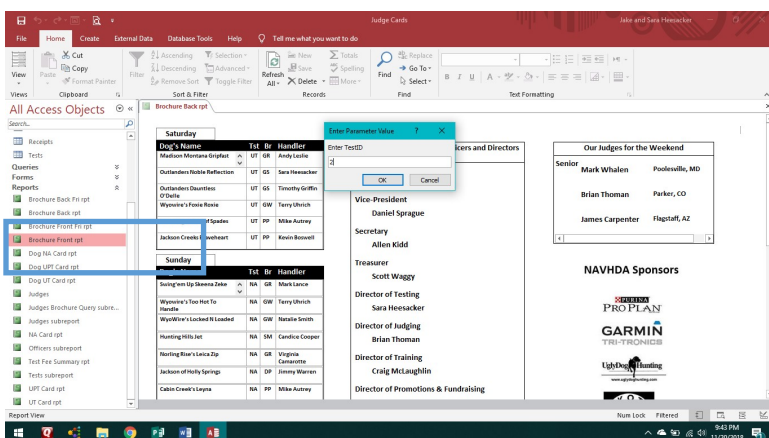 Judge Cards
Jake and Sara Heesacker
File Home Create External Data Database Tools Help Tell me what you want to do
View
Paste
Cut
Copy
Format Painter
Filter
Ascending
Descending
Remove Sort
Selection
Advanced
Toggle Filter
Refresh All
New
Save
Delete
Totals
Spelling
More
Find
Replace
Go To
Select
B I U
Views Clipboard Sort & Filter Records Find Text Formatting
All Access Objects
Search...
Receipts
Tests
Queries
Forms
Reports
Brochure Back Fri rpt
Brochure Back rpt
Brochure Front Fri rpt
Brochure Front rpt
Dog NA Card rpt
Dog UPT Card rpt
Dog UT Card rpt
Judges
Judges Brochure Query subre...
Judges subreport
NA Card rpt
Officers subreport
Test Fee Summary rpt
Tests subreport
UPT Card rpt
UT Card rpt
Brochure Back rpt
Saturday
Dog's Name Tst Br Handler
Madison Montana Gripfast UT GR Andy Leslie
Outlanders Noble Reflection UT GS Sara Heesacker
Outlanders Dauntless O'Delle UT GS Timothy Griffin
Wyowire's Foxie Roxie UT GW Terry Uhrich
f Spades UT PP Mike Autrey
Jackson Creeks Braveheart UT PP Kevin Boswell
Sunday
Tst Br Handler
Swing'em Up Skeena Zeke NA GR Mark Lance
Wyowire's Too Hot To Handle NA GW Terry Uhrich
WyoWire's Locked N Loaded NA GW Natalie Smith
Hunting Hills Jet NA SM Candice Cooper
Norling Rise's Leica Zip NA GR Virginia Camarotte
Jackson of Holly Springs NA DP Jimmy Warren
Cabin Creek's Leyna NA PP Mike Autrey
Enter Parameter Value ? X
Enter TestID
2
OK Cancel
icers and Directors
Vice-President
Daniel Sprague
Secretary
Allen Kidd
Treasurer
Scott Waggy
Director of Testing
Sara Heesacker
Director of Judging
Brian Thoman
Director of Training
Craig McLaughlin
Director of Promotions & Fundraising
Our Judges for the Weekend
Senior Mark Whalen Poolesville, MD
Brian Thoman Parker, CO
James Carpenter Flagstaff, AZ
NAVHDA Sponsors
PURINA
PRO PLAN
GARMIN
TRI-TRONICS
UglyDog Hunting
www.uglydoghunting.com
Report View
Num Lock Filtered
9:43 PM
11/20/2018